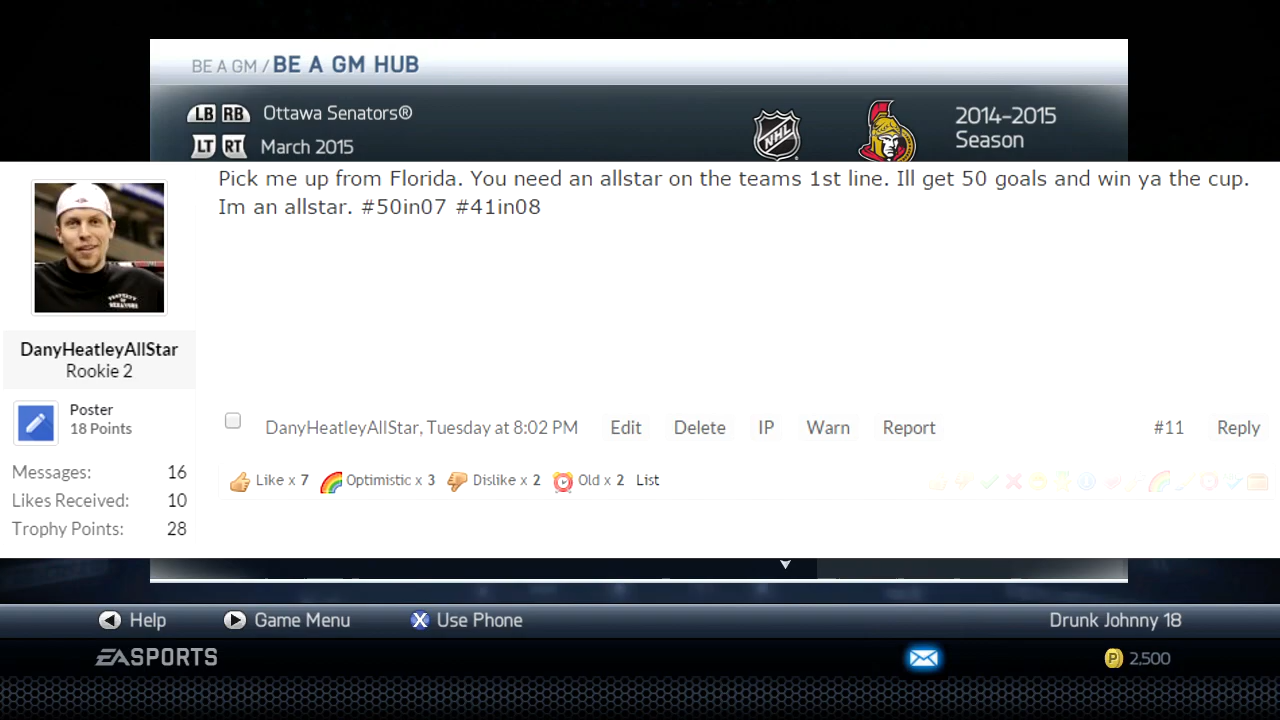 BE A GM / BE A GM HUB
LB RB Ottawa Senators®
LT RT March 2015
NHL
2014-2015
Season
Pick me up from Florida. You need an allstar on the teams 1st line. Ill get 50 goals and win ya the cup.
Im an allstar. #50in07 #41in08
PROPERTY
OF
SENATORS
DanyHeatleyAllStar
Rookie 2
Poster
18 Points
Messages: 16
Likes Received: 10
Trophy Points: 28
DanyHeatleyAllStar, Tuesday at 8:02 PM Edit Delete IP Warn Report #11 Reply
Like x 7 Optimistic x 3 Dislike x 2 Old x 2 List
Help Game Menu X Use Phone Drunk Johnny 18
EA SPORTS P 2,500